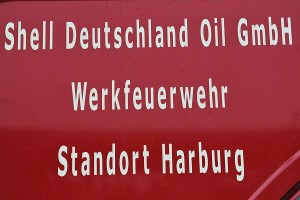 Shell Deutschland Oil GmbH
Werkfeuerwehr
Standort Harburg